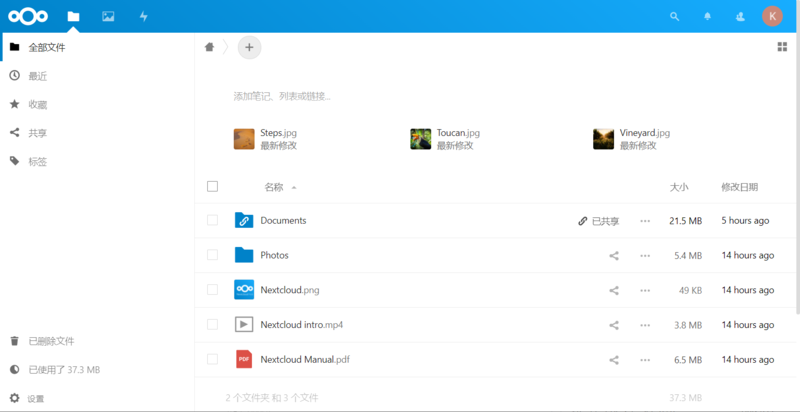 K
全部文件
最近
收藏
共享
标签
添加笔记、列表或链接...
Steps.jpg
最新修改
Toucan.jpg
最新修改
Vineyard.jpg
最新修改
名称 大小 修改日期
Documents 已共享 21.5 MB 5 hours ago
Photos 5.4 MB 14 hours ago
Nextcloud.png 49 KB 14 hours ago
Nextcloud intro.mp4 3.8 MB 14 hours ago
PDF Nextcloud Manual.pdf 6.5 MB 14 hours ago
2 个文件夹 和 3 个文件 37.3 MB
已删除文件
已使用了 37.3 MB
设置